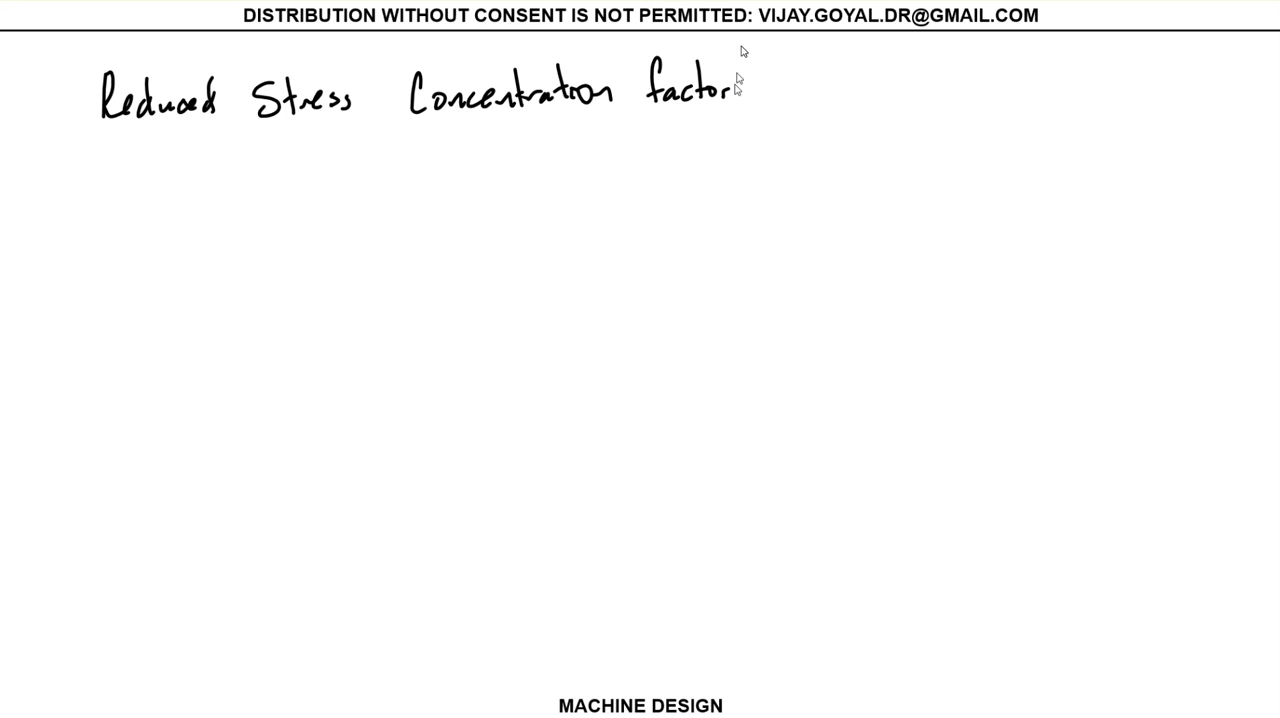 DISTRIBUTION WITHOUT CONSENT IS NOT PERMITTED: VIJAY.GOYAL.DR@GMAIL.COM
Reduced Stress Concentration factor
MACHINE DESIGN